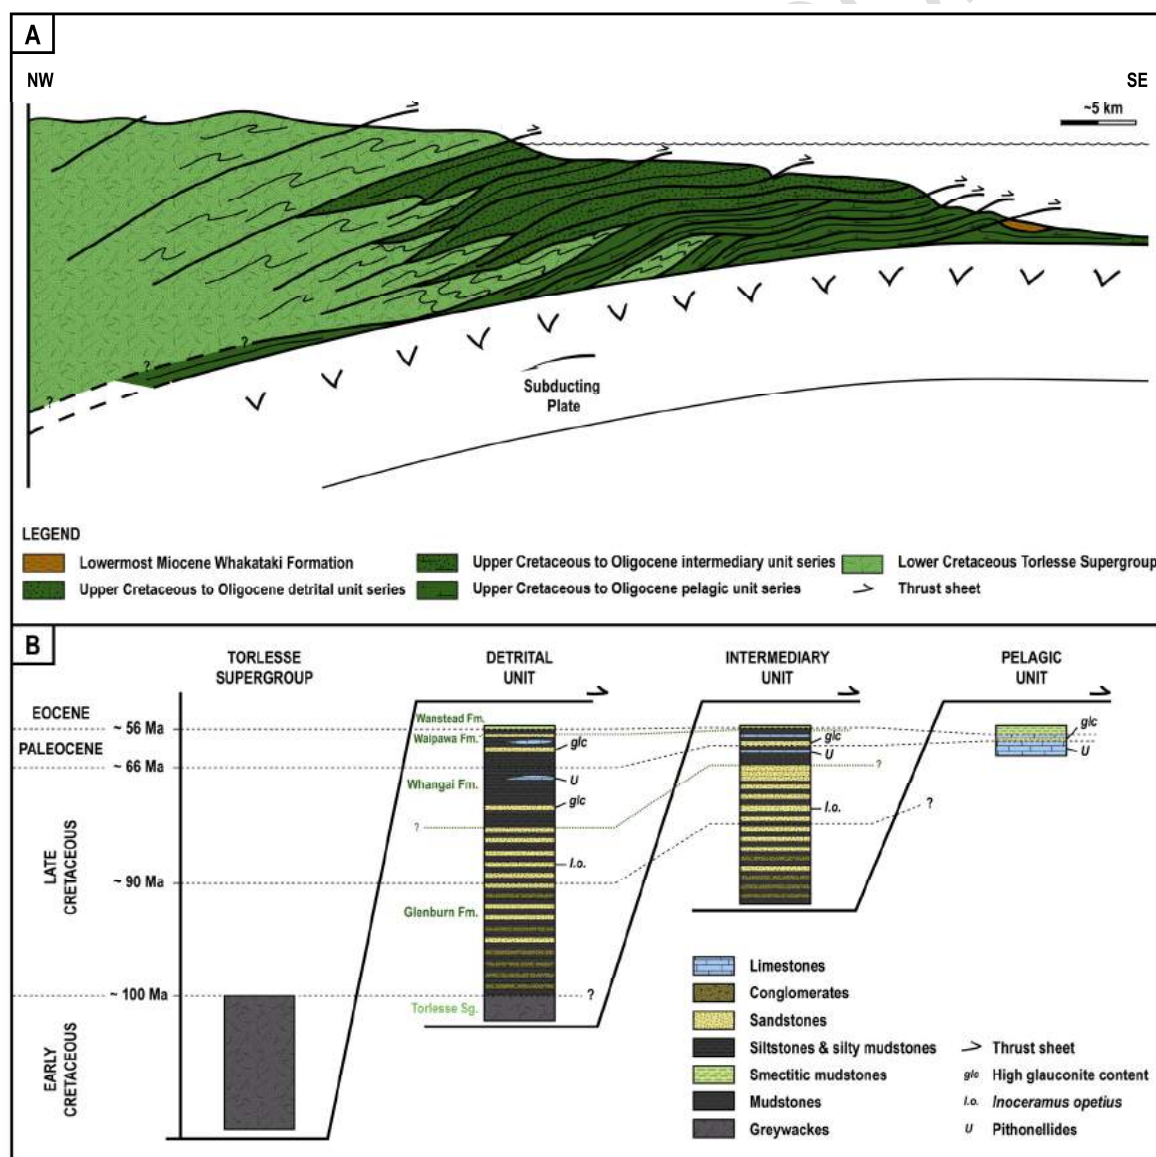 A
NW
SE
~5 km
?
?
?
Subducting
Plate
LEGEND
Lowermost Miocene Whakataki Formation
Upper Cretaceous to Oligocene detrital unit series
Upper Cretaceous to Oligocene intermediary unit series
Upper Cretaceous to Oligocene pelagic unit series
Lower Cretaceous Torlesse Supergroup
Thrust sheet
B
TORLESSE
SUPERGROUP
DETRITAL
UNIT
INTERMEDIARY
UNIT
PELAGIC
UNIT
EOCENE
~ 56 Ma
PALEOCENE
~ 66 Ma
LATE
CRETACEOUS
~ 90 Ma
~ 100 Ma
EARLY
CRETACEOUS
Wanstead Fm.
Waipawa Fm.
glc
Whangai Fm.
U
glc
?
I.o.
Glenburn Fm.
Torlesse Sg.
?
glc
U
?
I.o.
?
glc
U
Limestones
Conglomerates
Sandstones
Siltstones & silty mudstones
Smectitic mudstones
Mudstones
Greywackes
Thrust sheet
glc High glauconite content
I.o. Inoceramus opetius
U Pithonellides